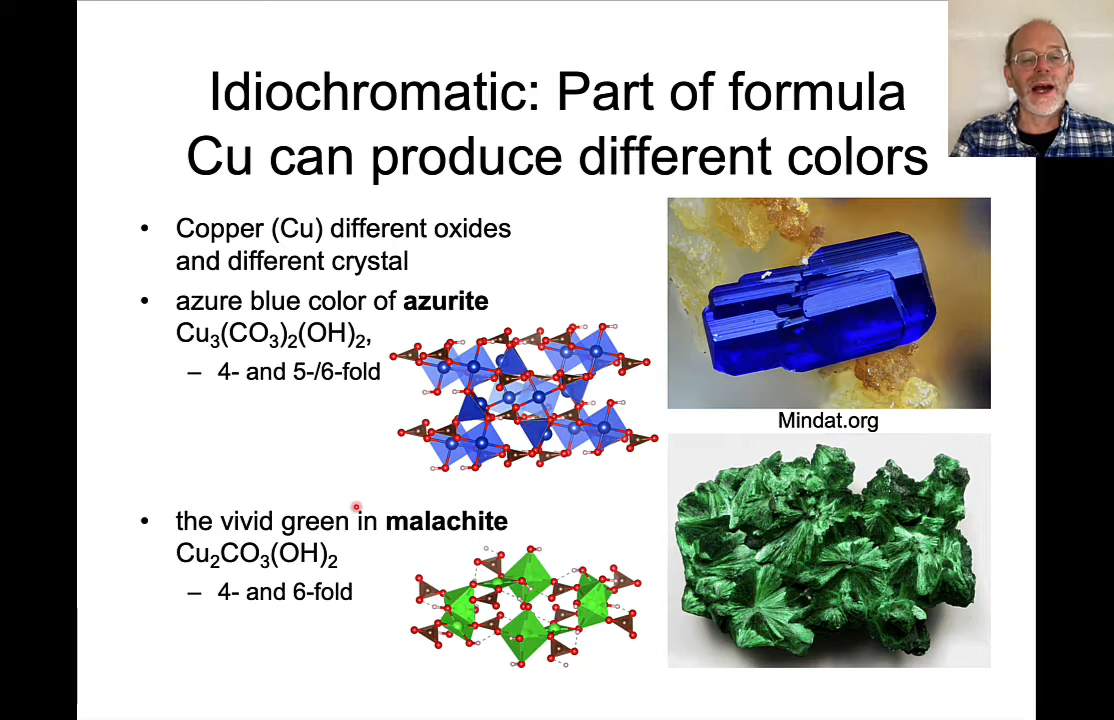 Idiochromatic: Part of formula
Cu can produce different colors
• Copper (Cu) different oxides
and different crystal
• azure blue color of azurite
Cu₃(CO₃)₂(OH)₂,
– 4- and 5-/6-fold
Mindat.org
• the vivid green in malachite
Cu₂CO₃(OH)₂
– 4- and 6-fold